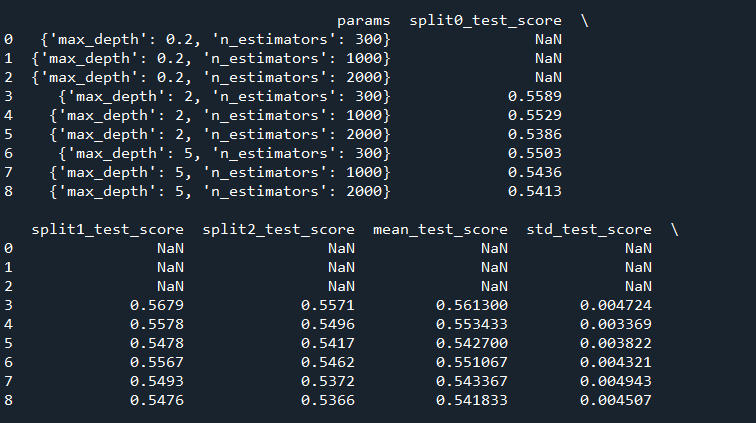 params  split0_test_score  \
0  {'max_depth': 0.2, 'n_estimators': 300}  NaN
1  {'max_depth': 0.2, 'n_estimators': 1000}  NaN
2  {'max_depth': 0.2, 'n_estimators': 2000}  NaN
3  {'max_depth': 2, 'n_estimators': 300}  0.5589
4  {'max_depth': 2, 'n_estimators': 1000}  0.5529
5  {'max_depth': 2, 'n_estimators': 2000}  0.5386
6  {'max_depth': 5, 'n_estimators': 300}  0.5503
7  {'max_depth': 5, 'n_estimators': 1000}  0.5436
8  {'max_depth': 5, 'n_estimators': 2000}  0.5413
split1_test_score  split2_test_score  mean_test_score  std_test_score  \
0  NaN  NaN  NaN  NaN
1  NaN  NaN  NaN  NaN
2  NaN  NaN  NaN  NaN
3  0.5679  0.5571  0.561300  0.004724
4  0.5578  0.5496  0.553433  0.003369
5  0.5478  0.5417  0.542700  0.003822
6  0.5567  0.5462  0.551067  0.004321
7  0.5493  0.5372  0.543367  0.004943
8  0.5476  0.5366  0.541833  0.004507